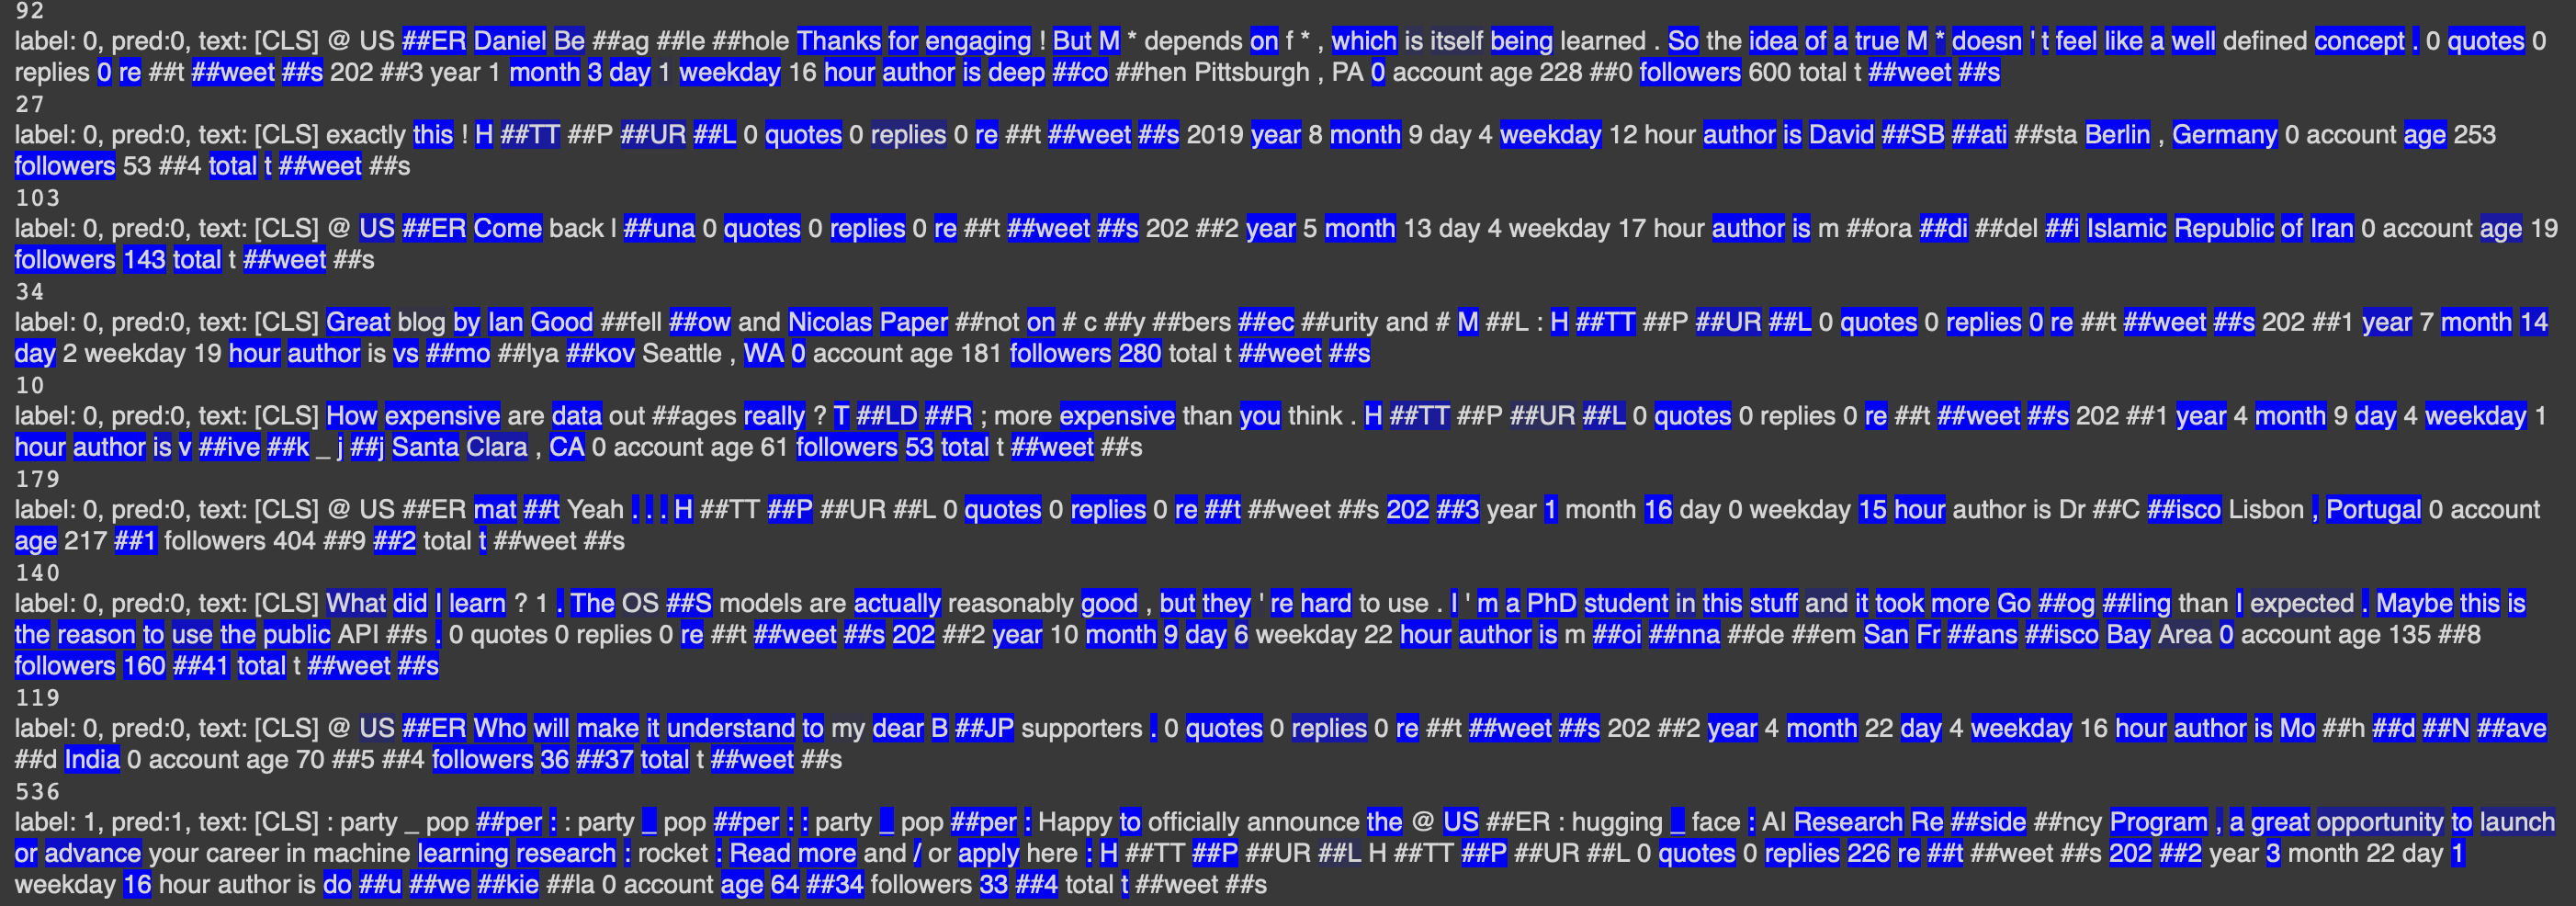 92
label: 0, pred:0, text: [CLS] @ US ##ER Daniel Be ##ag ##le ##hole Thanks for engaging ! But M * depends on f * , which is itself being learned . So the idea of a true M * doesn ' t feel like a well defined concept . 0 quotes 0
replies 0 re ##t ##weet ##s 202 ##3 year 1 month 3 day 1 weekday 16 hour author is deep ##co ##hen Pittsburgh , PA 0 account age 228 ##0 followers 600 total t ##weet ##s
27
label: 0, pred:0, text: [CLS] exactly this ! H ##TT ##P ##UR ##L 0 quotes 0 replies 0 re ##t ##weet ##s 2019 year 8 month 9 day 4 weekday 12 hour author is David ##SB ##ati ##sta Berlin , Germany 0 account age 253
followers 53 ##4 total t ##weet ##s
103
label: 0, pred:0, text: [CLS] @ US ##ER Come back l ##una 0 quotes 0 replies 0 re ##t ##weet ##s 202 ##2 year 5 month 13 day 4 weekday 17 hour author is m ##ora ##di ##del ##i Islamic Republic of Iran 0 account age 19
followers 143 total t ##weet ##s
34
label: 0, pred:0, text: [CLS] Great blog by Ian Good ##fell ##ow and Nicolas Paper ##not on # c ##y ##bers ##ec ##urity and # M ##L : H ##TT ##P ##UR ##L 0 quotes 0 replies 0 re ##t ##weet ##s 202 ##1 year 7 month 14
day 2 weekday 19 hour author is vs ##mo ##lya ##kov Seattle , WA 0 account age 181 followers 280 total t ##weet ##s
10
label: 0, pred:0, text: [CLS] How expensive are data out ##ages really ? T ##LD ##R ; more expensive than you think . H ##TT ##P ##UR ##L 0 quotes 0 replies 0 re ##t ##weet ##s 202 ##1 year 4 month 9 day 4 weekday 1
hour author is v ##ive ##k _ j ##j Santa Clara , CA 0 account age 61 followers 53 total t ##weet ##s
179
label: 0, pred:0, text: [CLS] @ US ##ER mat ##t Yeah . . . H ##TT ##P ##UR ##L 0 quotes 0 replies 0 re ##t ##weet ##s 202 ##3 year 1 month 16 day 0 weekday 15 hour author is Dr ##C ##isco Lisbon , Portugal 0 account
age 217 ##1 followers 404 ##9 ##2 total t ##weet ##s
140
label: 0, pred:0, text: [CLS] What did I learn ? 1 . The OS ##S models are actually reasonably good , but they ' re hard to use . I ' m a PhD student in this stuff and it took more Go ##og ##ling than I expected . Maybe this is
the reason to use the public API ##s . 0 quotes 0 replies 0 re ##t ##weet ##s 202 ##2 year 10 month 9 day 6 weekday 22 hour author is m ##oi ##nna ##de ##em San Fr ##ans ##isco Bay Area 0 account age 135 ##8
followers 160 ##41 total t ##weet ##s
119
label: 0, pred:0, text: [CLS] @ US ##ER Who will make it understand to my dear B ##JP supporters . 0 quotes 0 replies 0 re ##t ##weet ##s 202 ##2 year 4 month 22 day 4 weekday 16 hour author is Mo ##h ##d ##N ##ave
##d India 0 account age 70 ##5 ##4 followers 36 ##37 total t ##weet ##s
536
label: 1, pred:1, text: [CLS] : party _ pop ##per : : party _ pop ##per : : party _ pop ##per : Happy to officially announce the @ US ##ER : hugging _ face : AI Research Re ##side ##ncy Program , a great opportunity to launch
or advance your career in machine learning research : rocket : Read more and / or apply here : H ##TT ##P ##UR ##L H ##TT ##P ##UR ##L 0 quotes 0 replies 226 re ##t ##weet ##s 202 ##2 year 3 month 22 day 1
weekday 16 hour author is do ##u ##we ##kie ##la 0 account age 64 ##34 followers 33 ##4 total t ##weet ##s